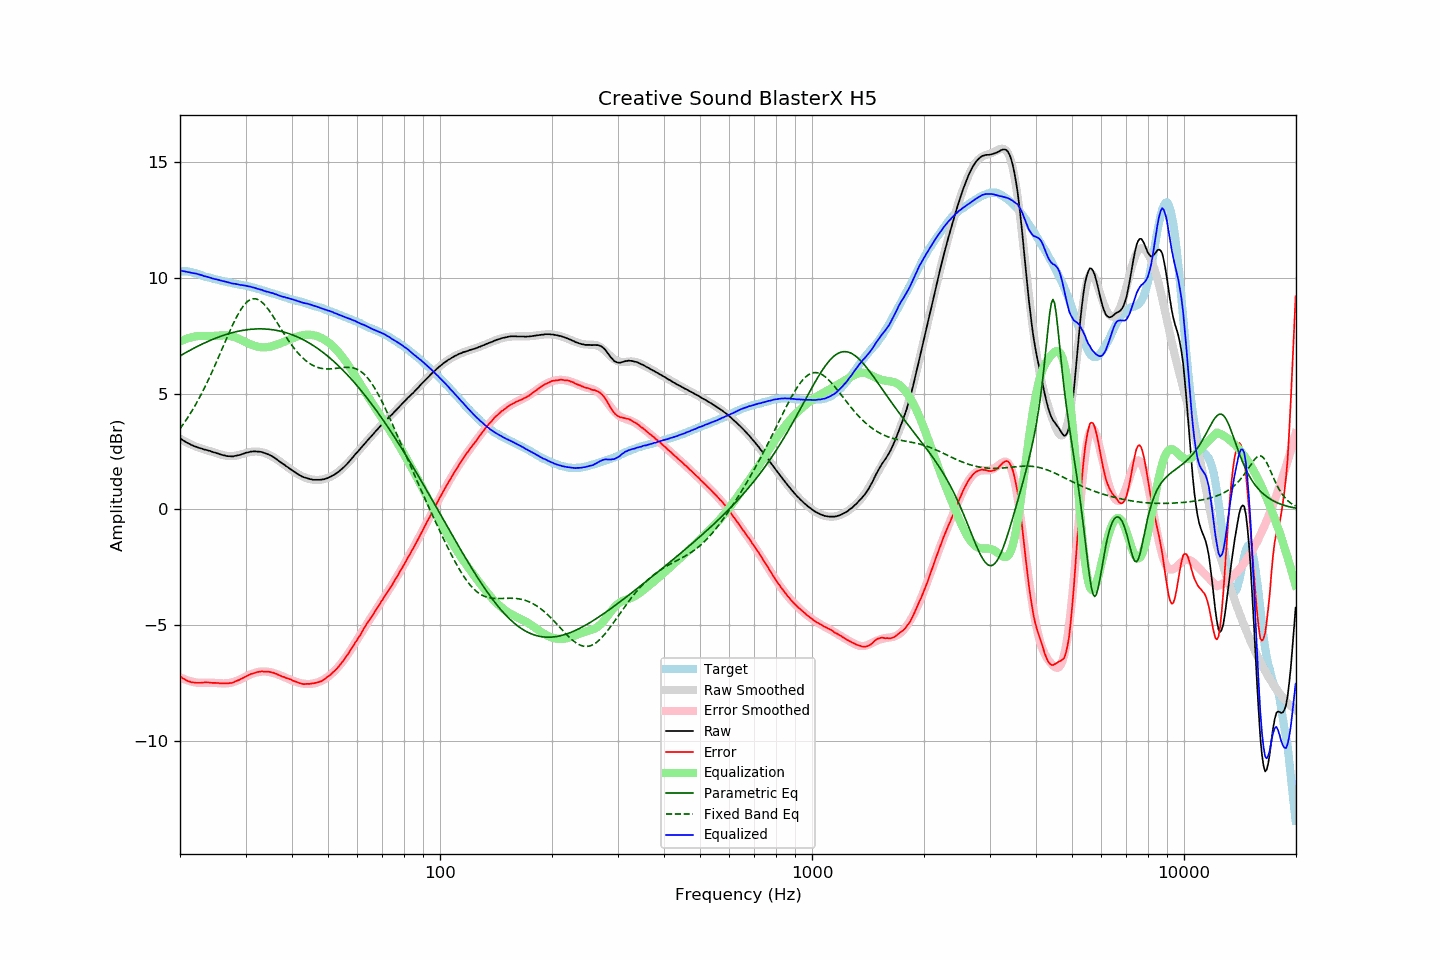 Creative Sound BlasterX H5
Amplitude (dBr)
15
10
5
0
−5
−10
Target
Raw Smoothed
Error Smoothed
Raw
Error
Equalization
Parametric Eq
Fixed Band Eq
Equalized
100
1000
10000
Frequency (Hz)